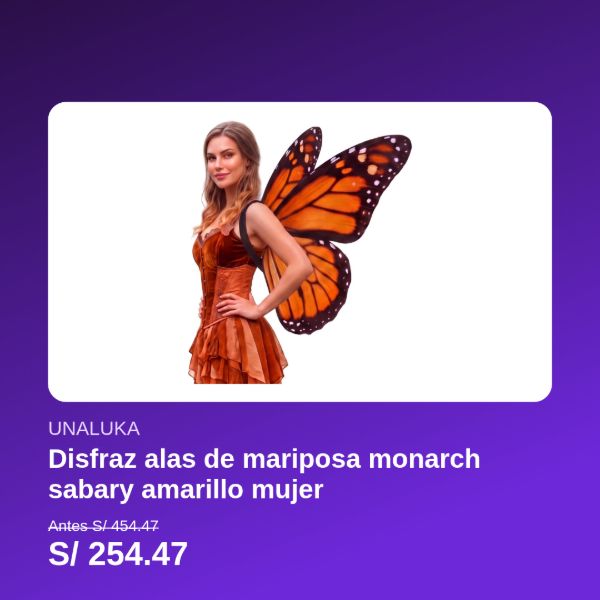 UNALUKA
Disfraz alas de mariposa monarch
sabary amarillo mujer
Antes S/ 454.47
S/ 254.47